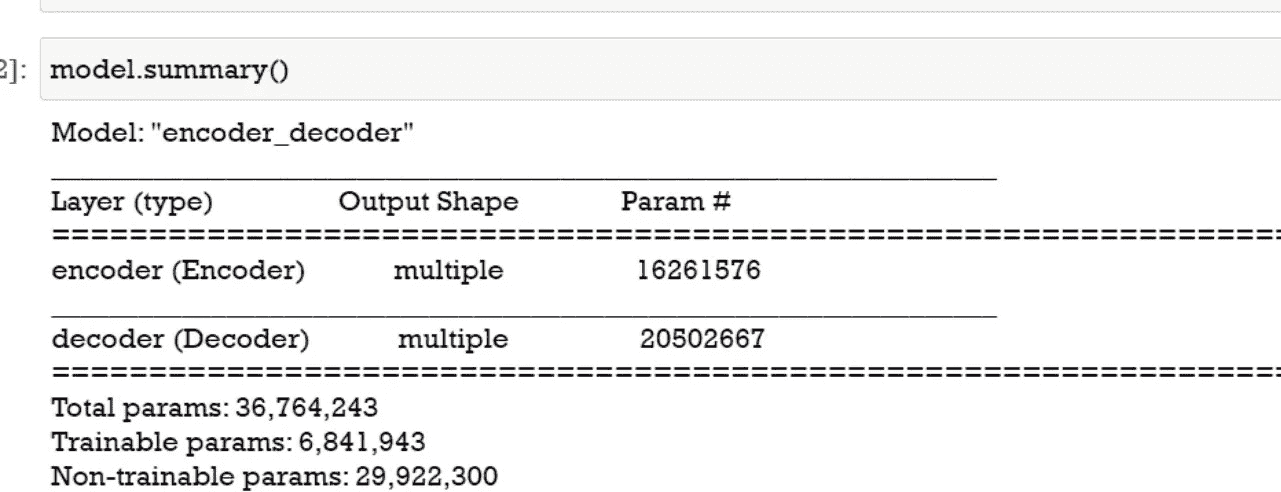 2]:
model.summary()
Model: "encoder_decoder"
_________________________________________________________________
Layer (type) Output Shape Param #
=================================================================
encoder (Encoder) multiple 16261576
_________________________________________________________________
decoder (Decoder) multiple 20502667
=================================================================
Total params: 36,764,243
Trainable params: 6,841,943
Non-trainable params: 29,922,300